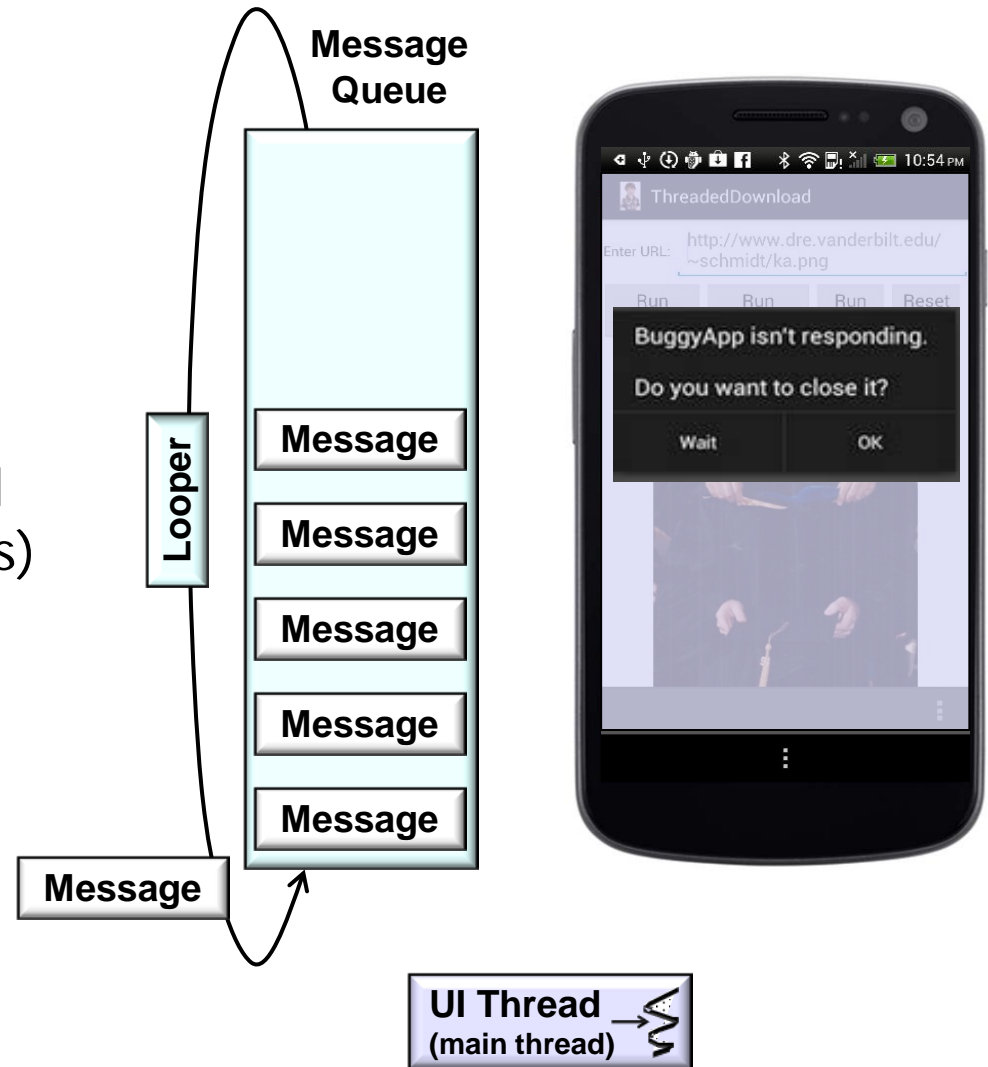 Message
Queue
Looper
Message
Message
Message
Message
Message
Message
s)
UI Thread
(main thread)
10:54 PM
ThreadedDownload
Enter URL:
http://www.dre.vanderbilt.edu/
~schmidt/ka.png
Run Run Run Reset
BuggyApp isn't responding.
Do you want to close it?
Wait OK